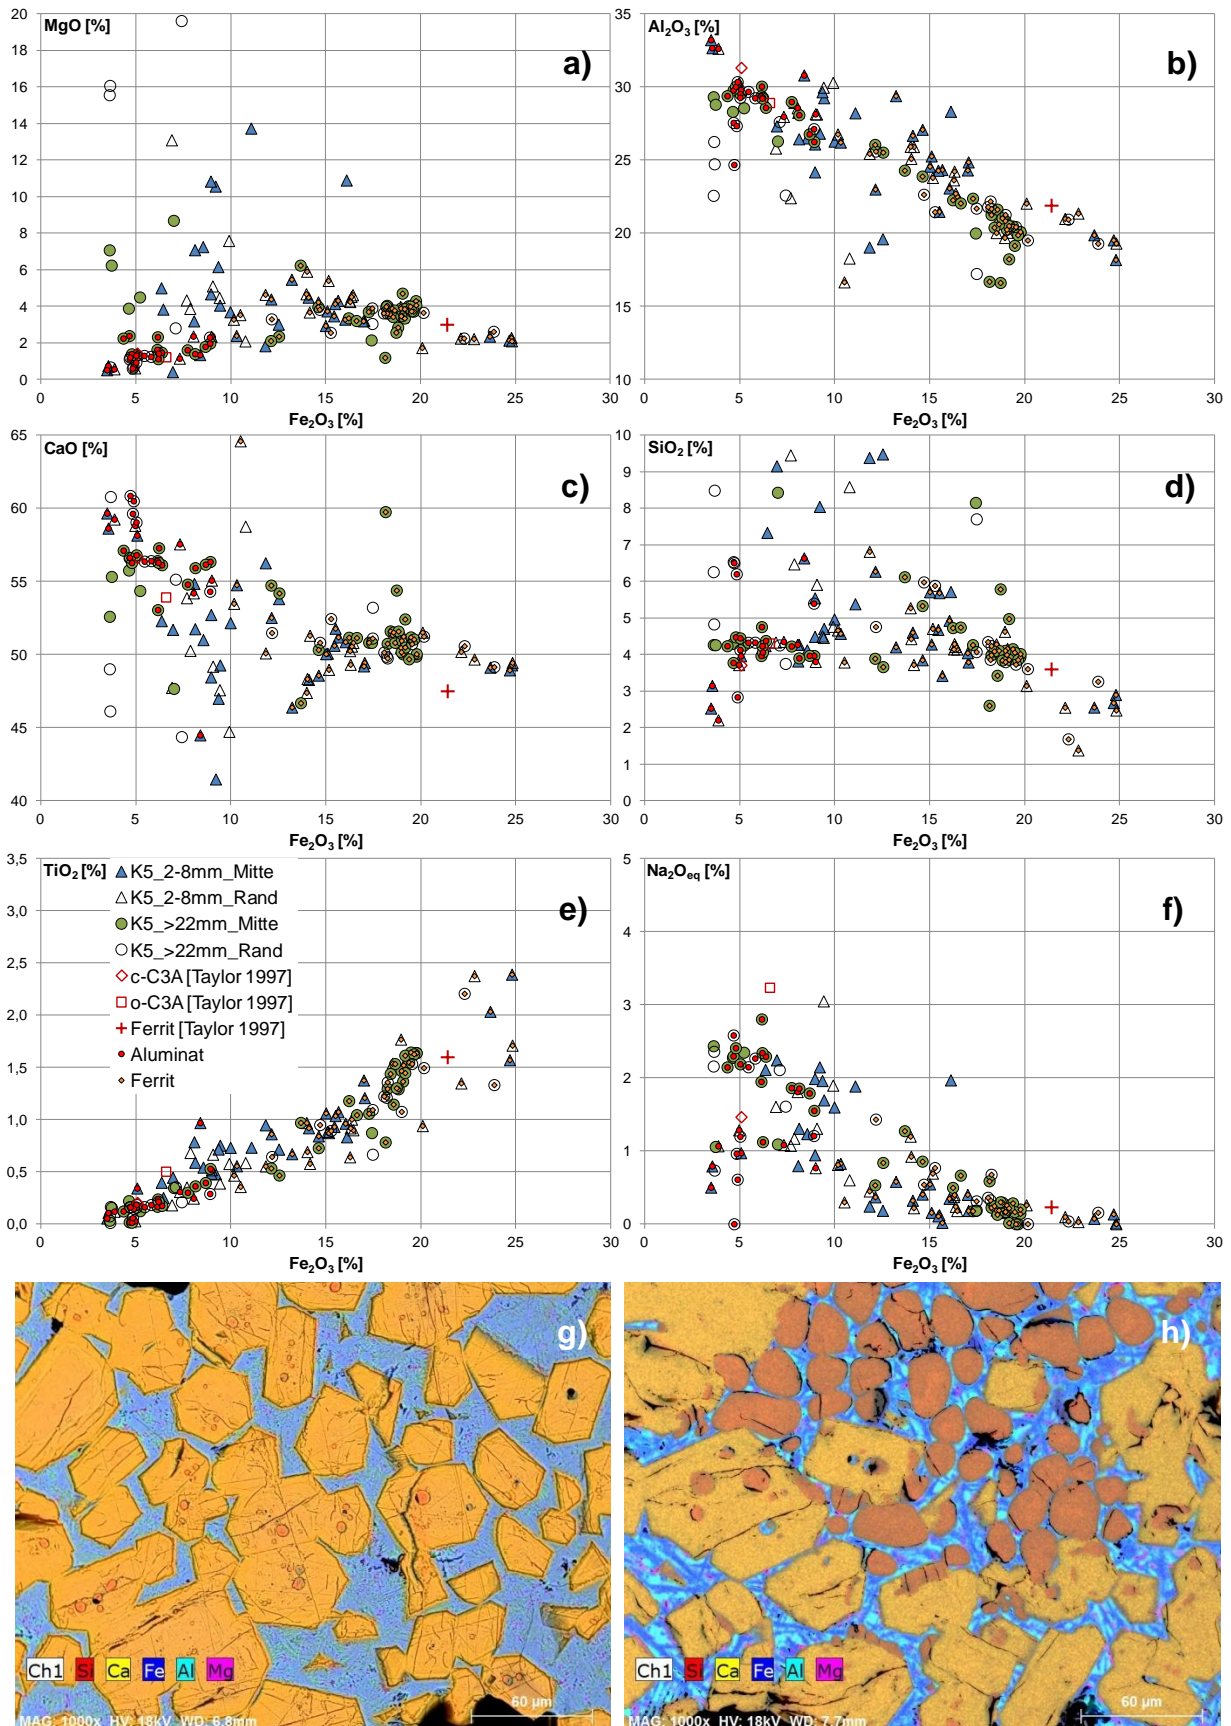 MgO [%]
a)
20
18
16
14
12
10
8
6
4
2
0
0 5 10 15 20 25 30
Fe₂O₃ [%]
Al₂O₃ [%]
b)
35
30
25
20
15
10
0 5 10 15 20 25 30
Fe₂O₃ [%]
CaO [%]
c)
65
60
55
50
45
40
0 5 10 15 20 25 30
Fe₂O₃ [%]
SiO₂ [%]
d)
10
9
8
7
6
5
4
3
2
1
0
0 5 10 15 20 25 30
Fe₂O₃ [%]
TiO₂ [%]
e)
3,5
3,0
2,5
2,0
1,5
1,0
0,5
0,0
K5_2-8mm_Mitte
K5_2-8mm_Rand
K5_>22mm_Mitte
K5_>22mm_Rand
c-C3A [Taylor 1997]
o-C3A [Taylor 1997]
Ferrit [Taylor 1997]
Aluminat
Ferrit
0 5 10 15 20 25 30
Fe₂O₃ [%]
Na₂Oeq [%]
f)
5
4
3
2
1
0
0 5 10 15 20 25 30
Fe₂O₃ [%]
g)
Ch1 Si Ca Fe Al Mg
60 µm
MAG: 1000x HV: 18kV WD: 6.8mm
h)
Ch1 Si Ca Fe Al Mg
60 µm
MAG: 1000x HV: 18kV WD: 7.7mm